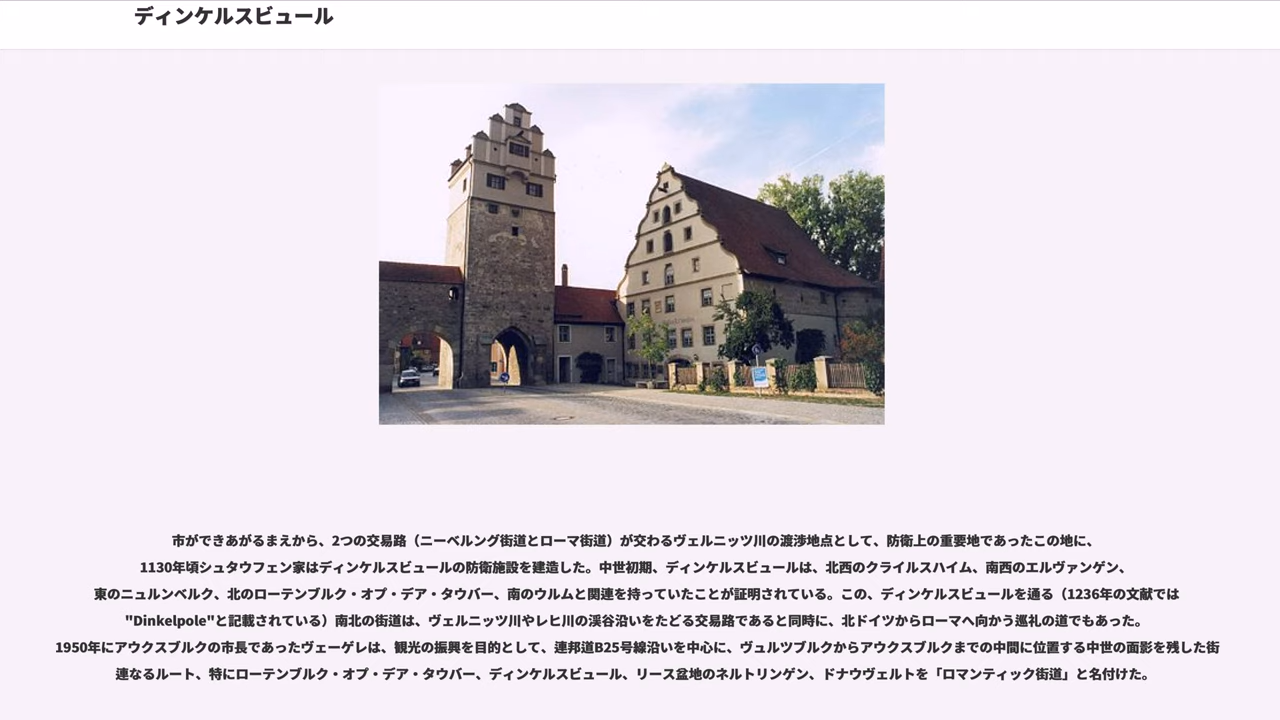 ディンケルスビュール
市ができあがるまえから、2つの交易路（ニーベルング街道とローマ街道）が交わるヴェルニッツ川の渡渉地点として、防衛上の重要地であったこの地に、
1130年頃シュタウフェン家はディンケルスビュールの防衛施設を建造した。中世初期、ディンケルスビュールは、北西のクライルスハイム、南西のエルヴァンゲン、
東のニュルンベルク、北のローテンブルク・オプ・デア・タウバー、南のウルムと関連を持っていたことが証明されている。この、ディンケルスビュールを通る（1236年の文献では
"Dinkelpole"と記載されている）南北の街道は、ヴェルニッツ川やレヒ川の渓谷沿いをたどる交易路であると同時に、北ドイツからローマへ向かう巡礼の道でもあった。
1950年にアウクスブルクの市長であったヴェーゲレは、観光の振興を目的として、連邦道B25号線沿いを中心に、ヴュルツブルクからアウクスブルクまでの中間に位置する中世の面影を残した街
連なるルート、特にローテンブルク・オプ・デア・タウバー、ディンケルスビュール、リース盆地のネルトリンゲン、ドナウヴェルトを「ロマンティック街道」と名付けた。